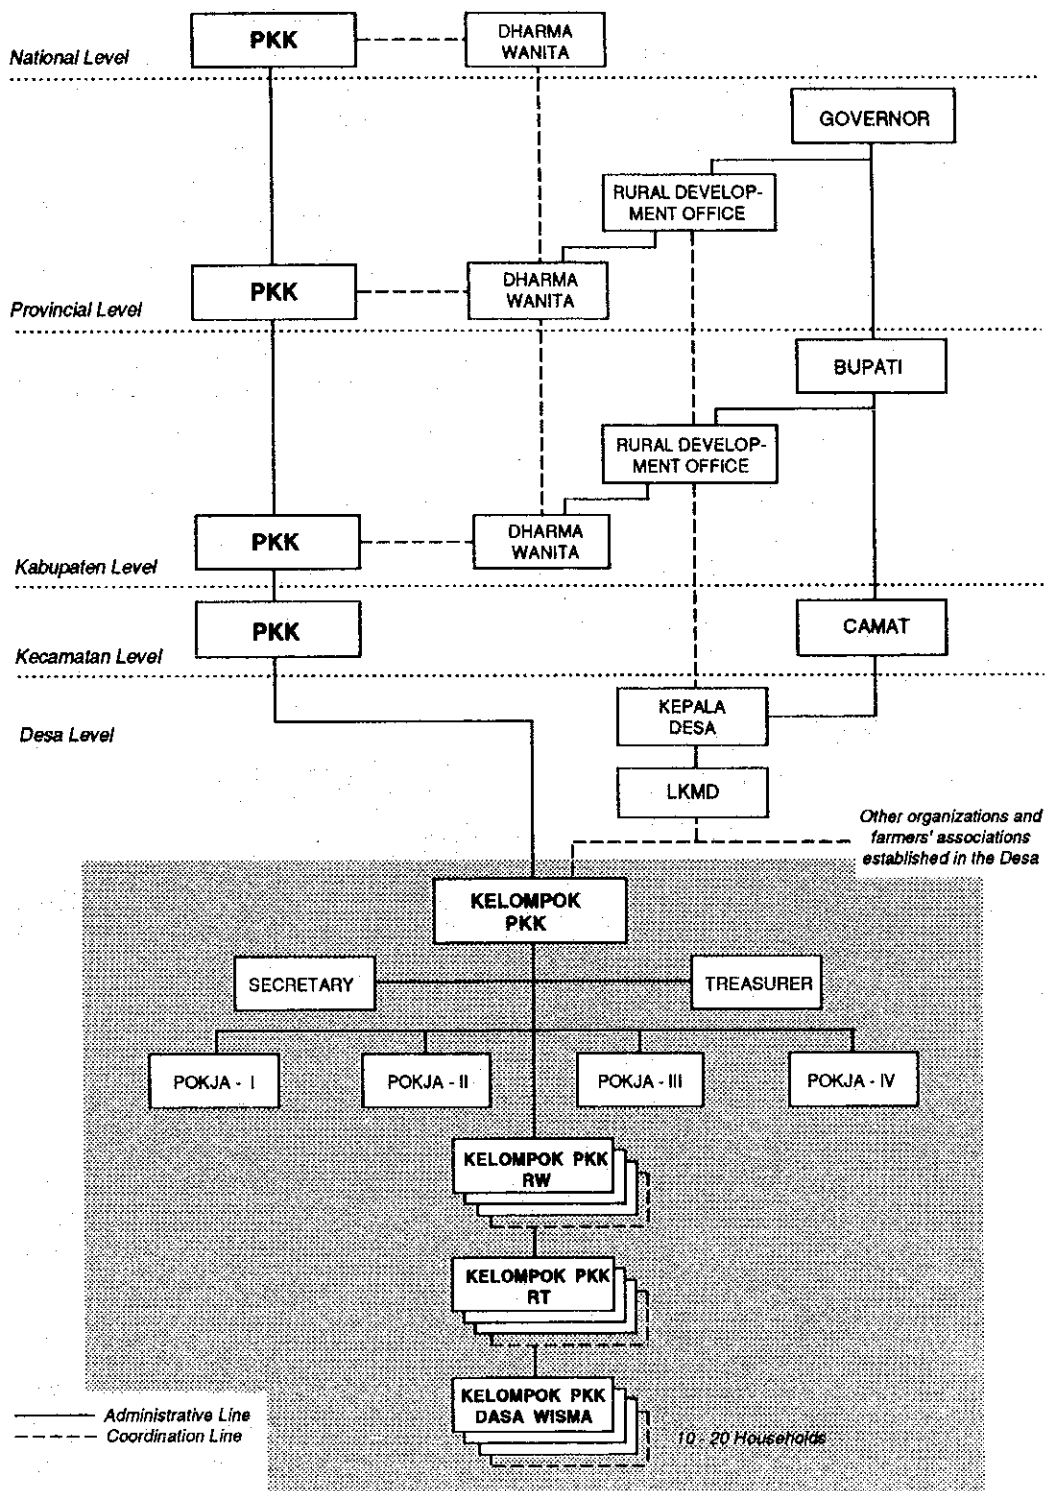 PKK
DHARMA
WANITA
National Level
GOVERNOR
RURAL DEVELOP-
MENT OFFICE
PKK
DHARMA
WANITA
Provincial Level
BUPATI
RURAL DEVELOP-
MENT OFFICE
PKK
DHARMA
WANITA
Kabupaten Level
PKK
CAMAT
Kecamatan Level
KEPALA
DESA
Desa Level
LKMD
Other organizations and
farmers' associations
established in the Desa
KELOMPOK
PKK
SECRETARY
TREASURER
POKJA - I
POKJA - II
POKJA - III
POKJA - IV
KELOMPOK PKK
RW
KELOMPOK PKK
RT
KELOMPOK PKK
DASA WISMA
Administrative Line
Coordination Line
10 - 20 Households